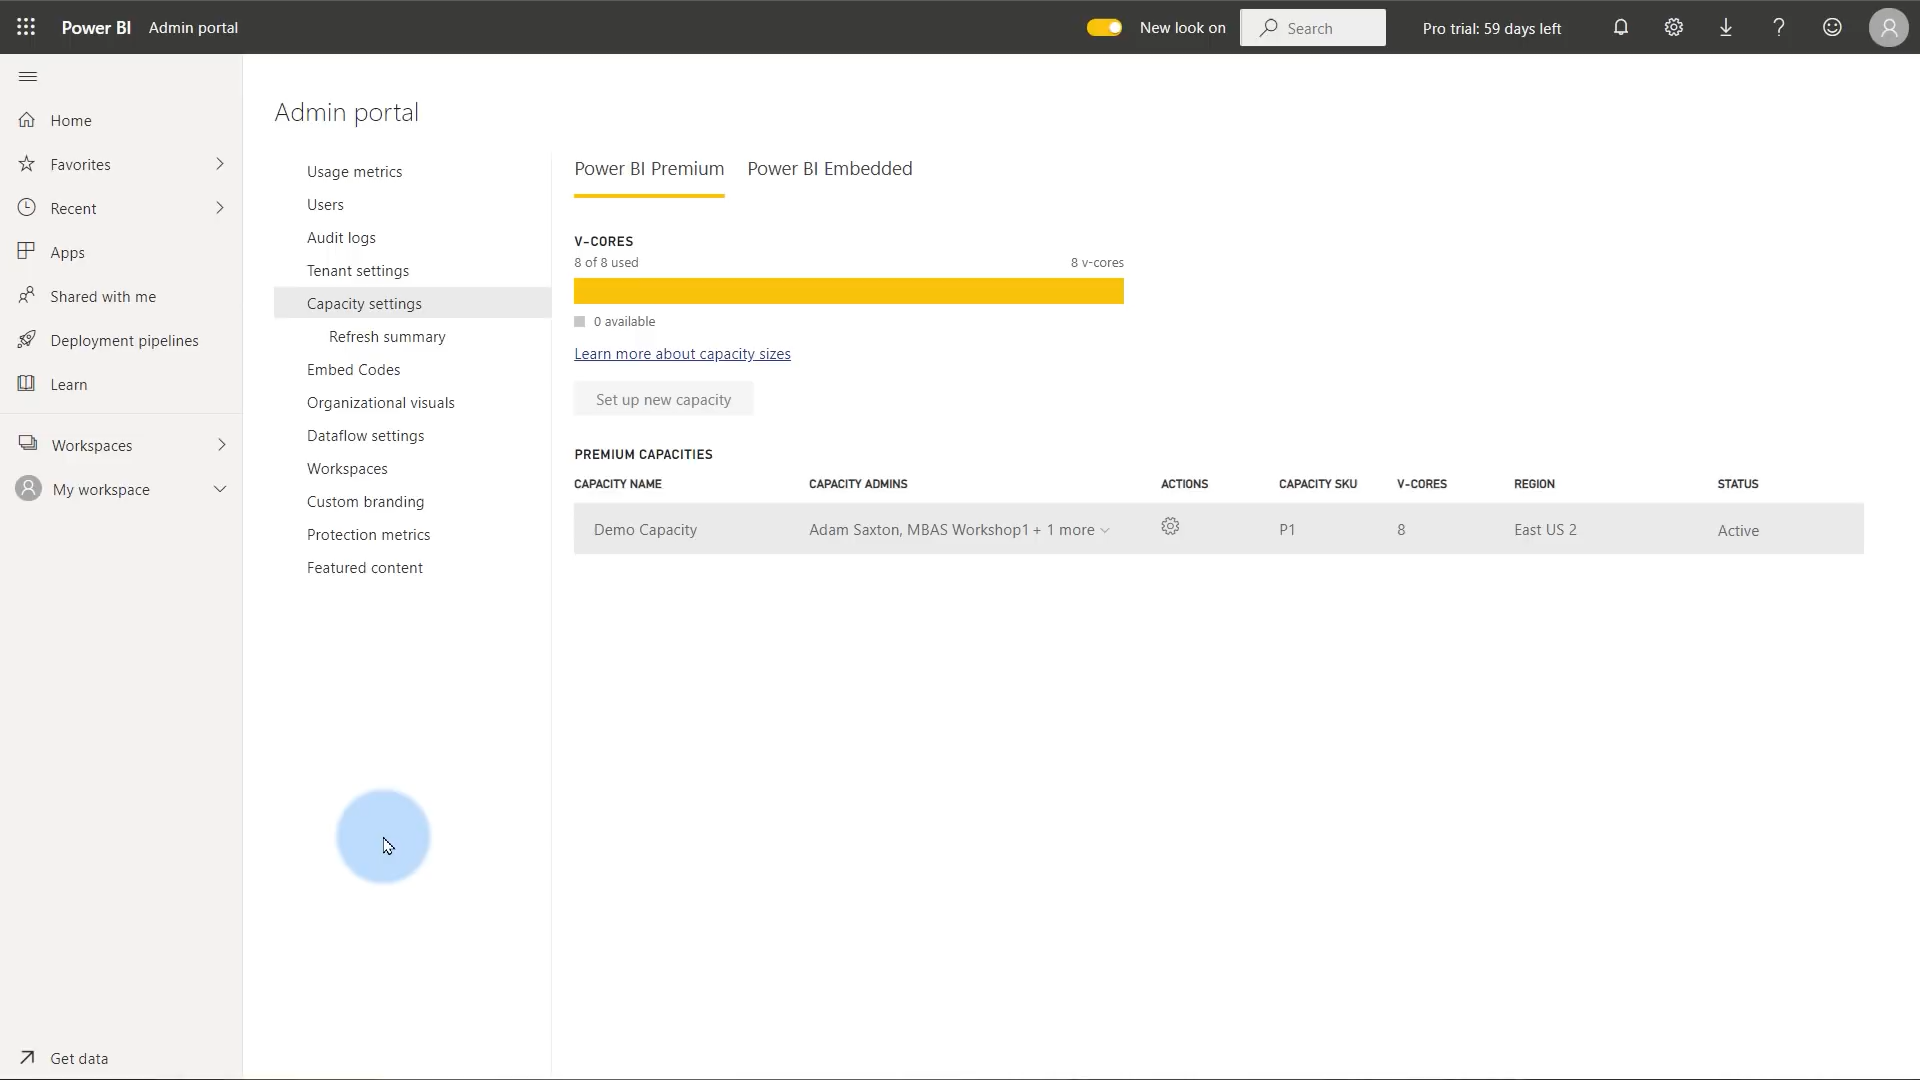 Power BI Admin portal New look on Search Pro trial: 59 days left
Home
Favorites
Recent
Apps
Shared with me
Deployment pipelines
Learn
Workspaces
My workspace
Get data
Admin portal
Usage metrics
Users
Audit logs
Tenant settings
Capacity settings
Refresh summary
Embed Codes
Organizational visuals
Dataflow settings
Workspaces
Custom branding
Protection metrics
Featured content
Power BI Premium Power BI Embedded
V-CORES
8 of 8 used 8 v-cores
0 available
Learn more about capacity sizes
Set up new capacity
PREMIUM CAPACITIES
CAPACITY NAME CAPACITY ADMINS ACTIONS CAPACITY SKU V-CORES REGION STATUS
Demo Capacity Adam Saxton, MBAS Workshop1 + 1 more P1 8 East US 2 Active